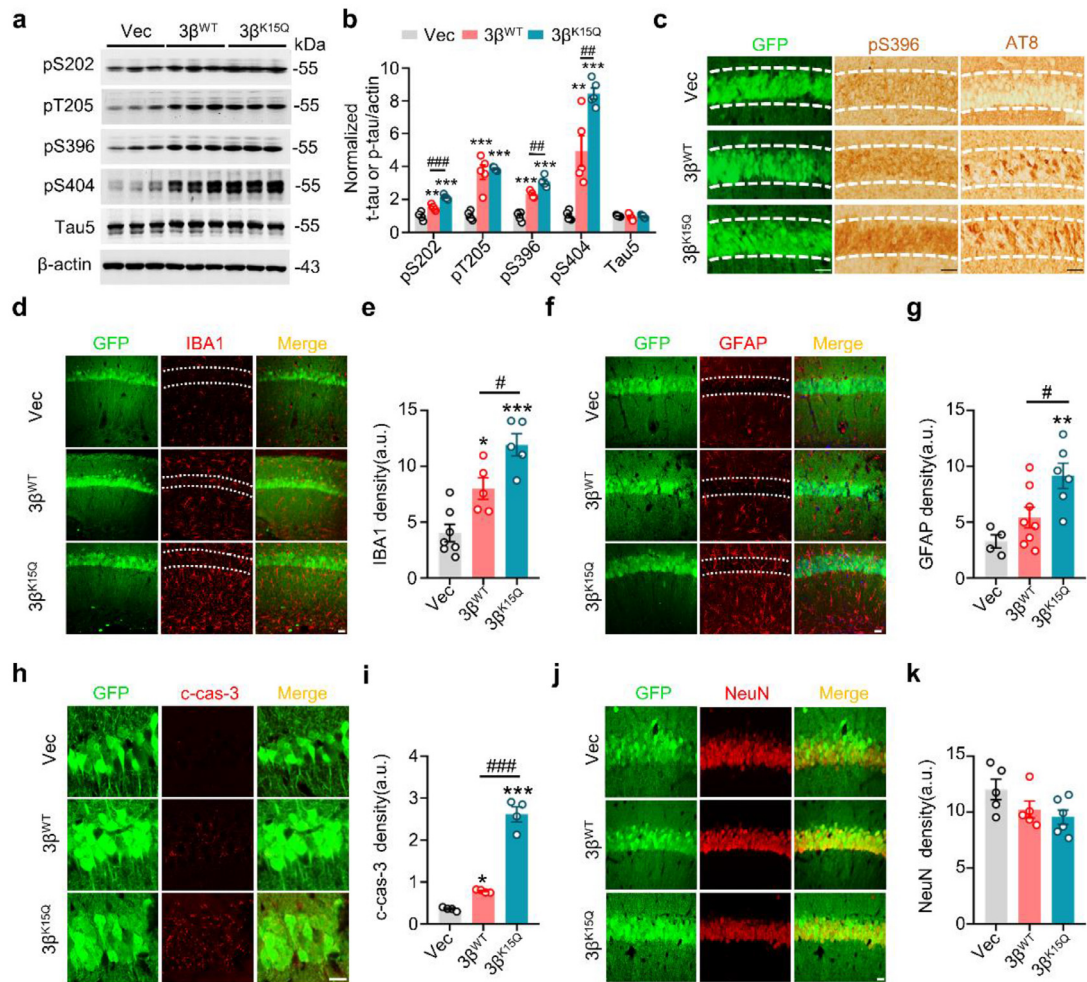 a
Vec 3β^WT 3β^K15Q
kDa
pS202 -55
pT205 -55
pS396 -55
pS404 -55
Tau5 -55
β-actin -43
b
Vec 3β^WT 3β^K15Q
Normalized
t-tau or p-tau/actin
10
8
6
4
2
0
###
**
***
***
***
##
***
***
##
**
***
pS202
pT205
pS396
pS404
Tau5
c
GFP pS396 AT8
Vec
3β^WT
3β^K15Q
d
GFP IBA1 Merge
Vec
3β^WT
3β^K15Q
e
IBA1 density(a.u.)
15
10
5
0
#
*
***
Vec
3β^WT
3β^K15Q
f
GFP GFAP Merge
Vec
3β^WT
3β^K15Q
g
GFAP density(a.u.)
15
10
5
0
#
**
Vec
3β^WT
3β^K15Q
h
GFP c-cas-3 Merge
Vec
3β^WT
3β^K15Q
i
c-cas-3 density(a.u.)
4
3
2
1
0
###
*
***
Vec
3β^WT
3β^K15Q
j
GFP NeuN Merge
Vec
3β^WT
3β^K15Q
k
NeuN density(a.u.)
15
10
5
0
Vec
3β^WT
3β^K15Q